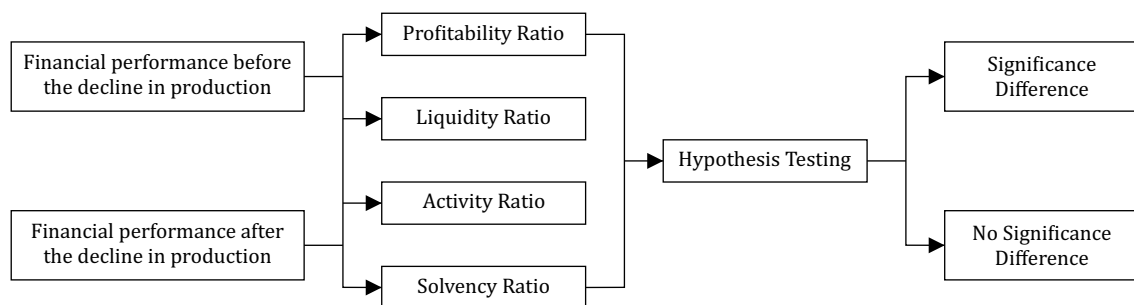 Financial performance before
the decline in production
Financial performance after
the decline in production
Profitability Ratio
Liquidity Ratio
Activity Ratio
Solvency Ratio
Hypothesis Testing
Significance
Difference
No Significance
Difference